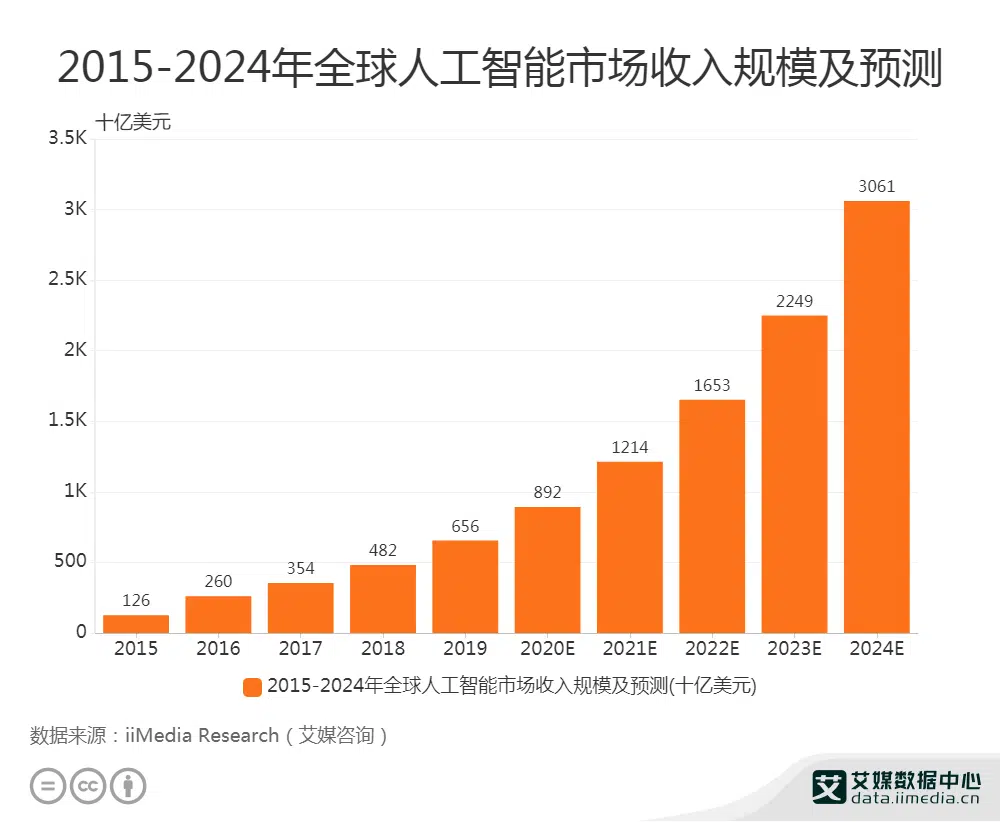 2015-2024年全球人工智能市场收入规模及预测
十亿美元
3.5K
3K
2.5K
2K
1.5K
1K
500
0
3061
2249
1653
1214
892
656
482
354
260
126
2015 2016 2017 2018 2019 2020E 2021E 2022E 2023E 2024E
2015-2024年全球人工智能市场收入规模及预测(十亿美元)
数据来源：iiMedia Research（艾媒咨询）
cc
艾 艾媒数据中心
data.iimedia.cn